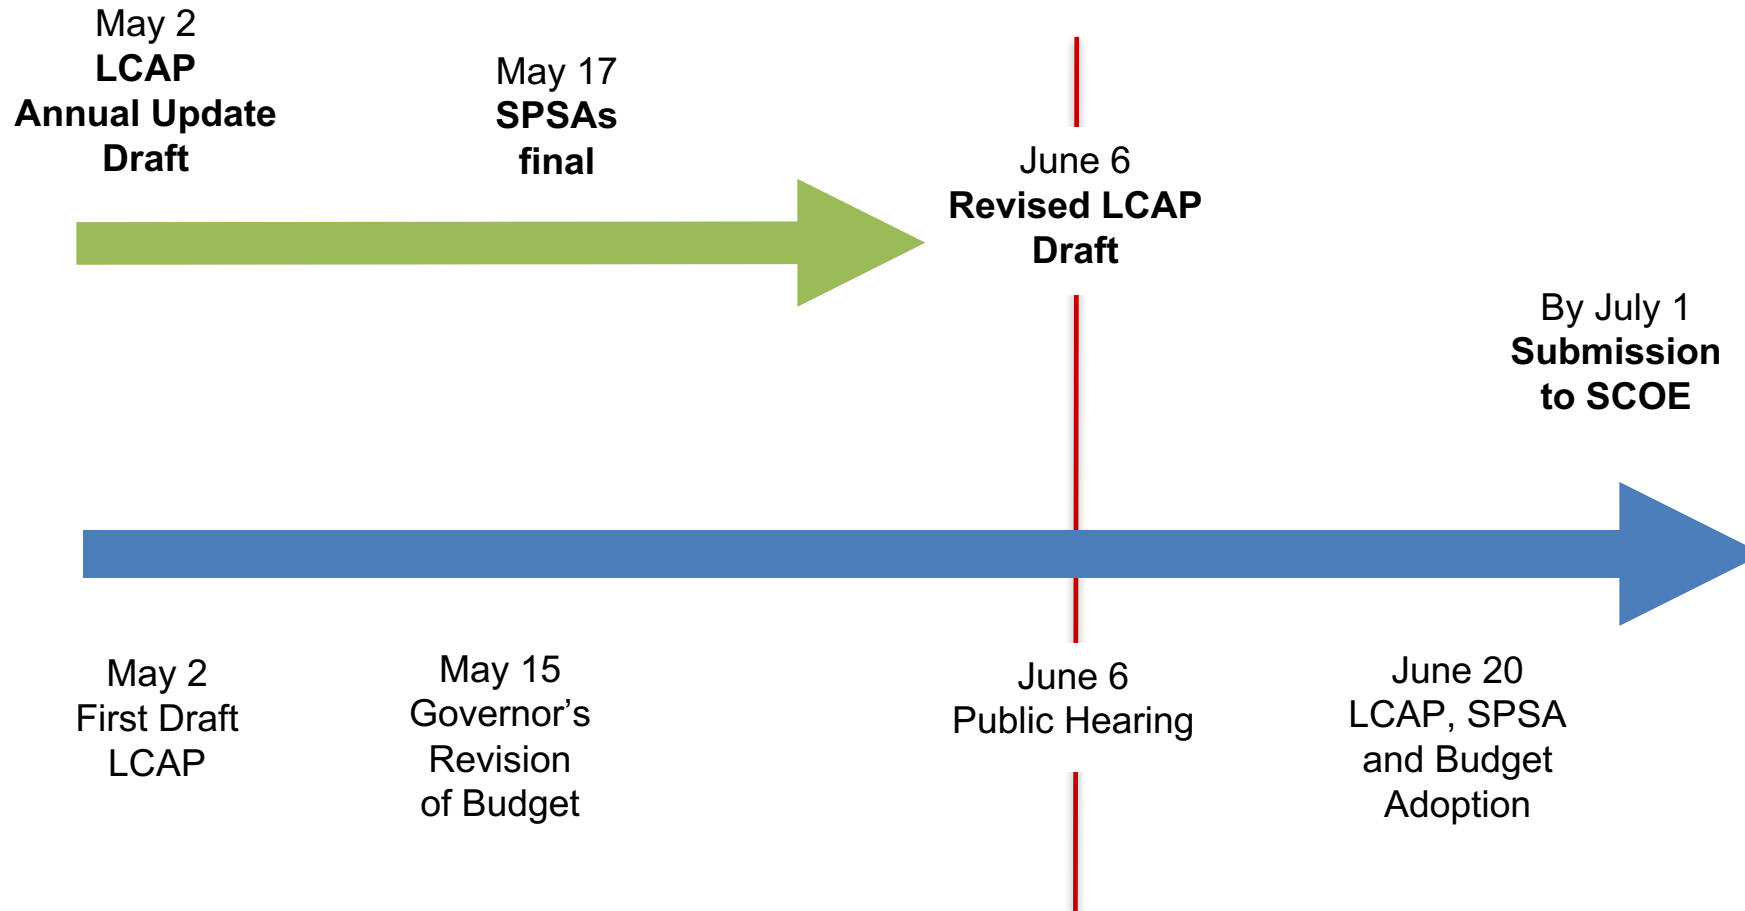 May 2
LCAP
Annual Update
Draft
May 17
SPSAs
final
June 6
Revised LCAP
Draft
By July 1
Submission
to SCOE
May 2
First Draft
LCAP
May 15
Governor’s
Revision
of Budget
June 6
Public Hearing
June 20
LCAP, SPSA
and Budget
Adoption